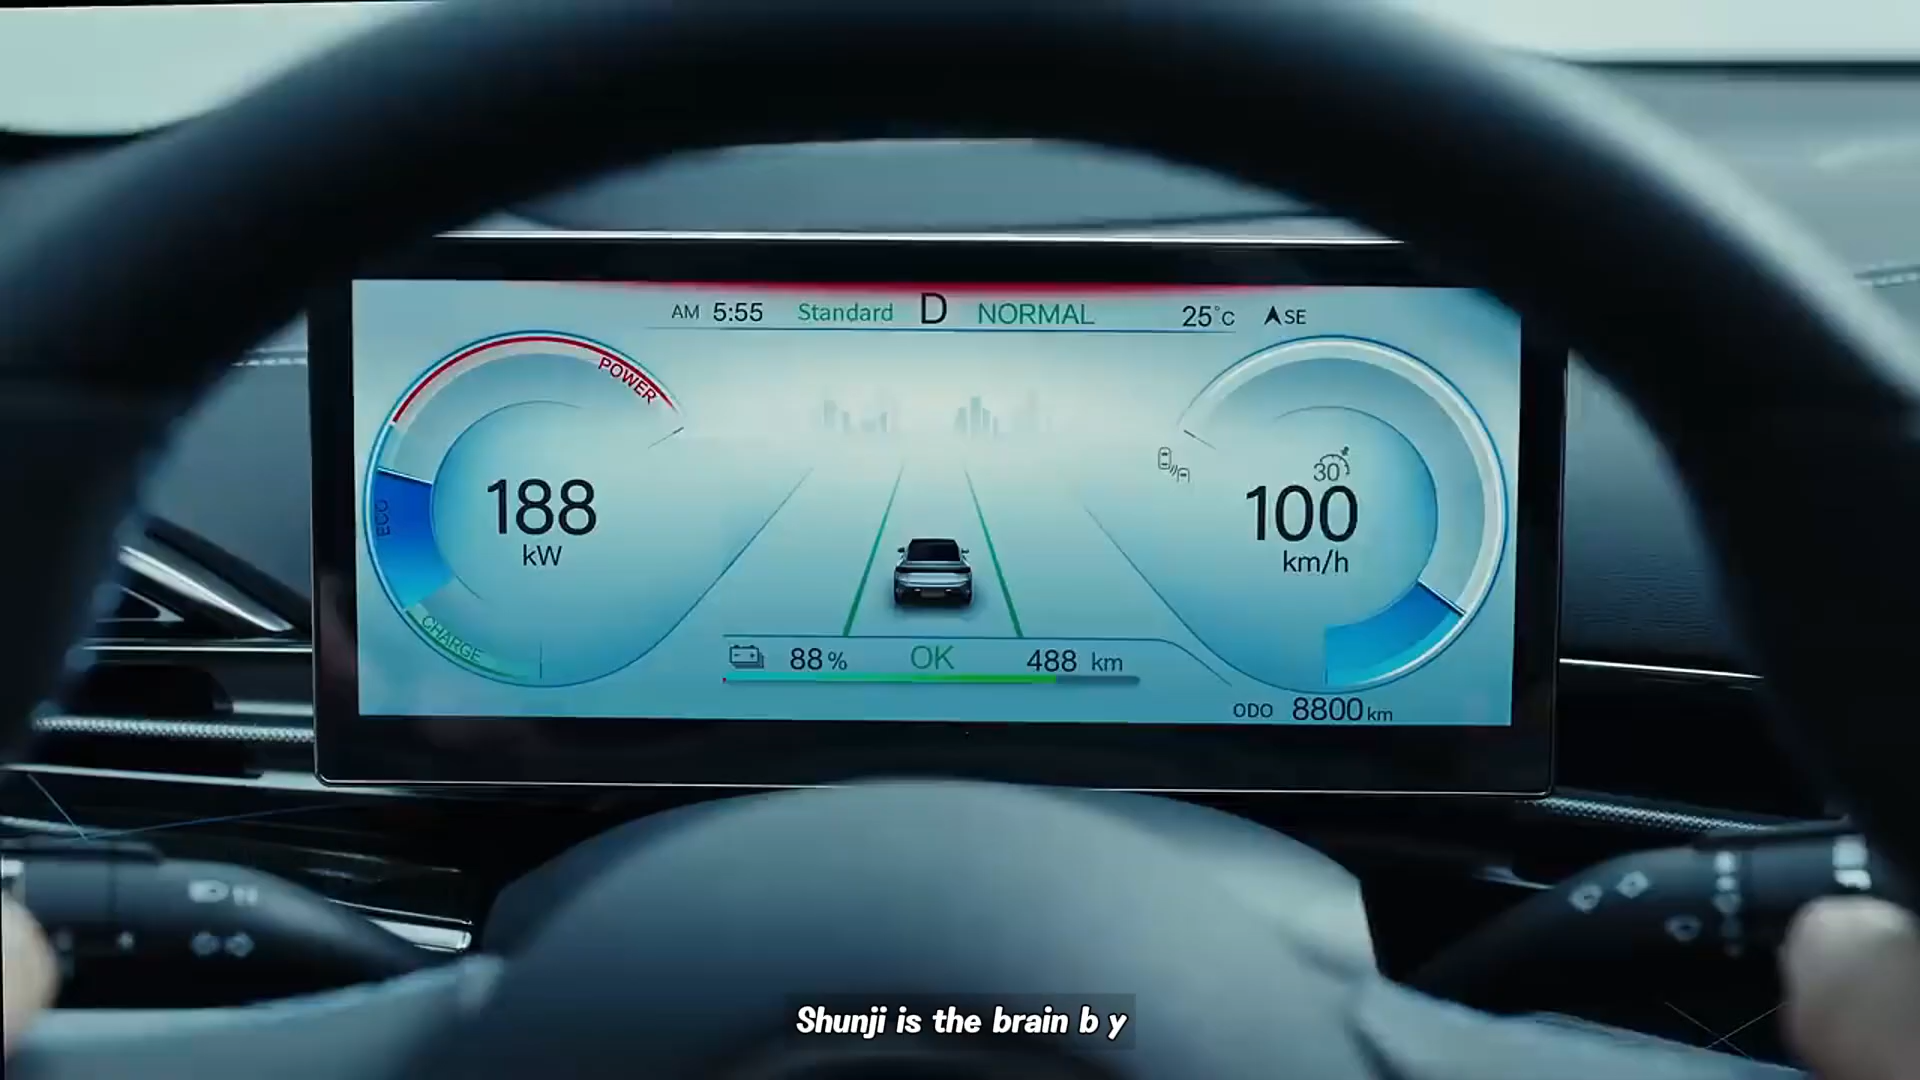 AM 5:55 Standard D NORMAL 25°C SE
POWER
ECO
CHARGE
188
kW
30
100
km/h
88% OK 488 km
ODO 8800 km
Shunji is the brain b y